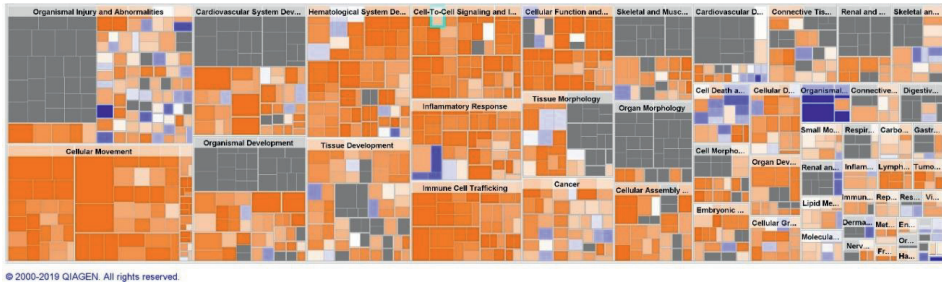 Organismal Injury and Abnormalities
Cardiovascular System Dev...
Hematological System De...
Cell-To-Cell Signaling and I...
Cellular Function and...
Skeletal and Musc...
Cardiovascular D...
Connective Tis...
Renal and ...
Skeletal an...
Cell Death a...
Cellular D...
Organismal...
Connective...
Digestiv...
Inflammatory Response
Tissue Morphology
Organ Morphology
Small Mo...
Respir...
Carbo...
Gastr...
Cellular Movement
Organismal Development
Tissue Development
Cell Morpho...
Organ Dev...
Renal an...
Inflam...
Lymph...
Tumo...
Immune Cell Trafficking
Cancer
Cellular Assembly ...
Embryonic ...
Cellular Gr...
Lipid Me...
Immun...
Rep...
Res...
Vi...
Molecula...
Derma...
Met...
En...
Nerv...
Fr...
Or...
Ha...
© 2000-2019 QIAGEN. All rights reserved.